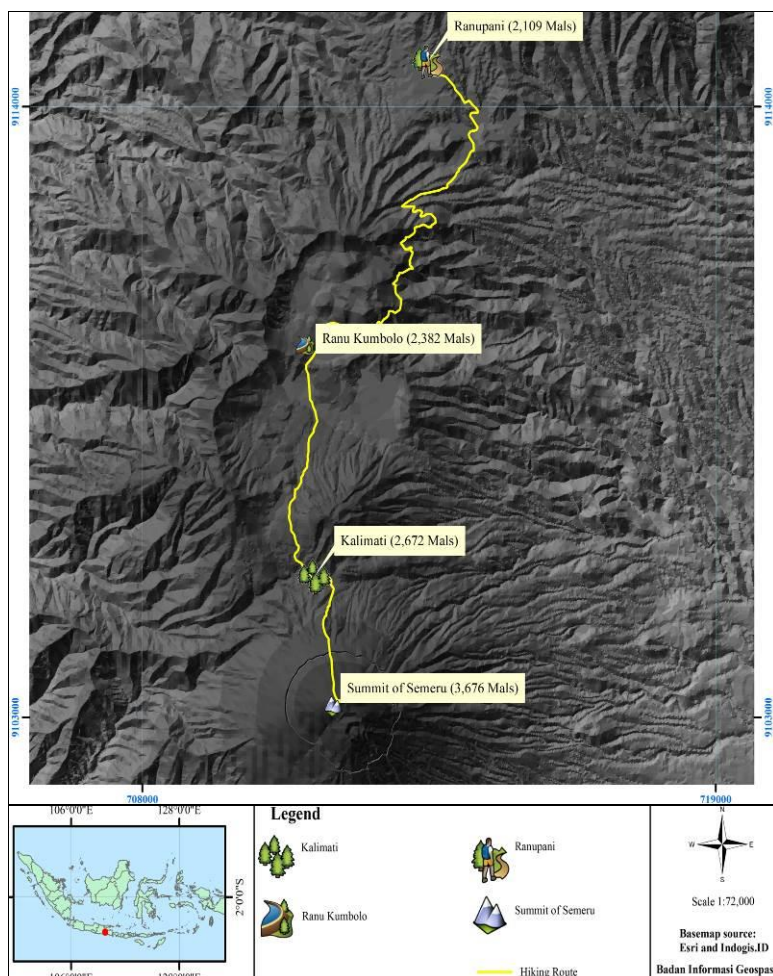 Ranupani (2,109 Mals)
9114000
9114000
Ranu Kumbolo (2,382 Mals)
Kalimati (2,672 Mals)
Summit of Semeru (3,676 Mals)
9103000
9103000
708000
719000
106°0'0"E 128°0'0"E
2°0'0"S
Legend
Kalimati
Ranupani
Ranu Kumbolo
Summit of Semeru
Hiking Route
N
W E
S
Scale 1:72,000
Basemap source:
Esri and Indogis.ID
Badan Informasi Geospa